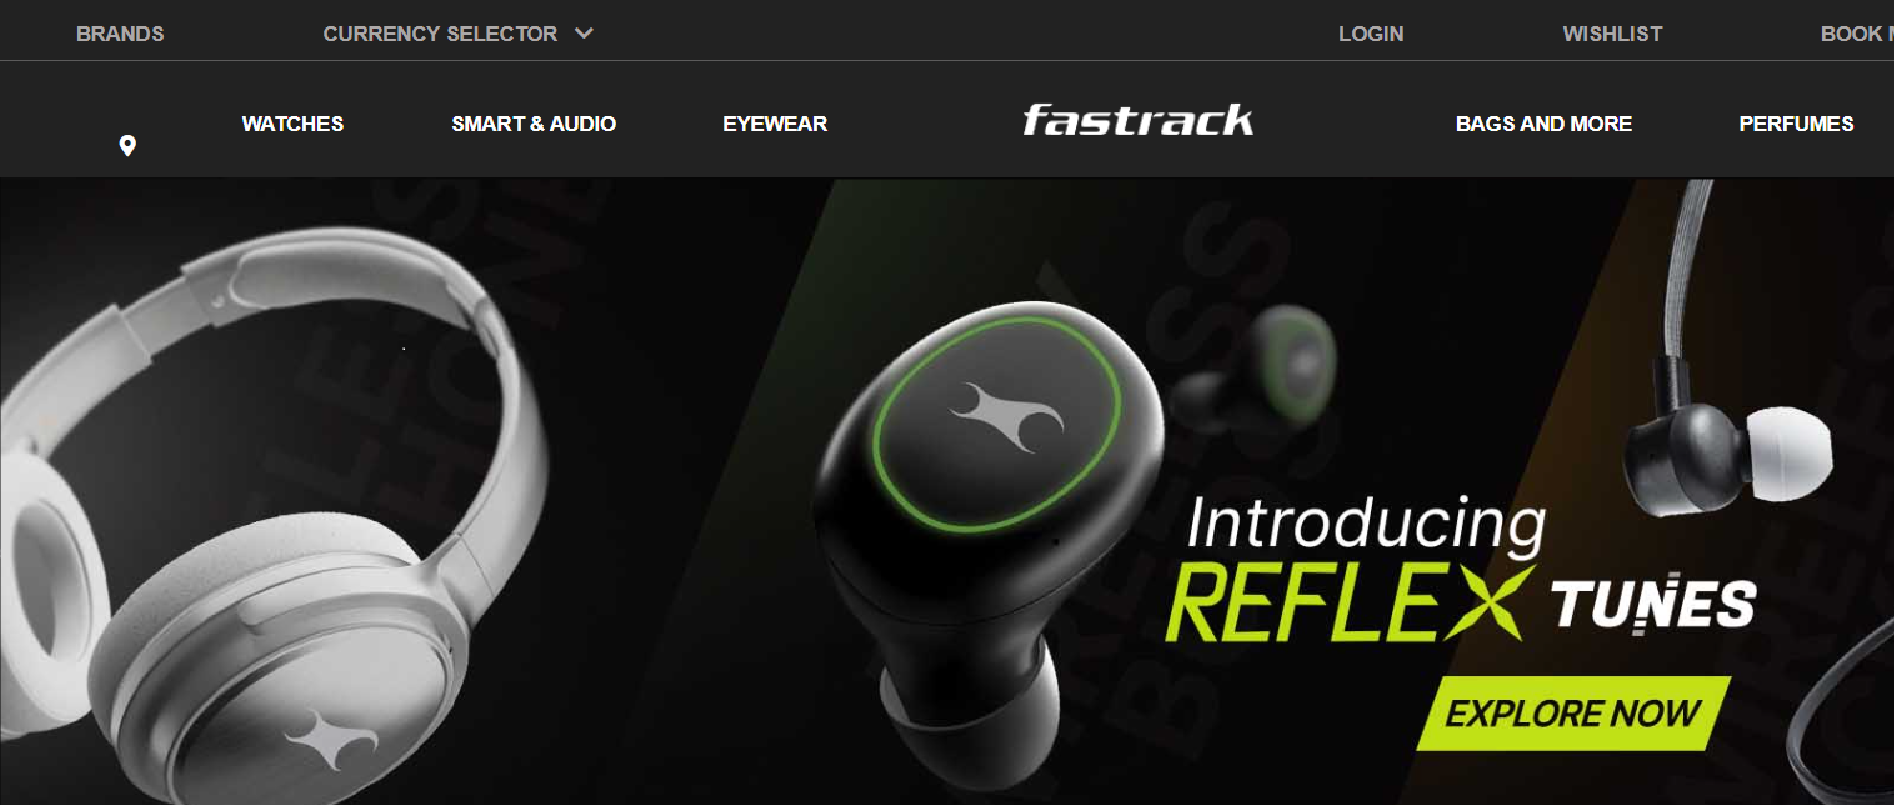 BRANDS CURRENCY SELECTOR LOGIN WISHLIST BOOK
WATCHES SMART & AUDIO EYEWEAR fastrack BAGS AND MORE PERFUMES
Introducing
REFLEX TUNES
EXPLORE NOW